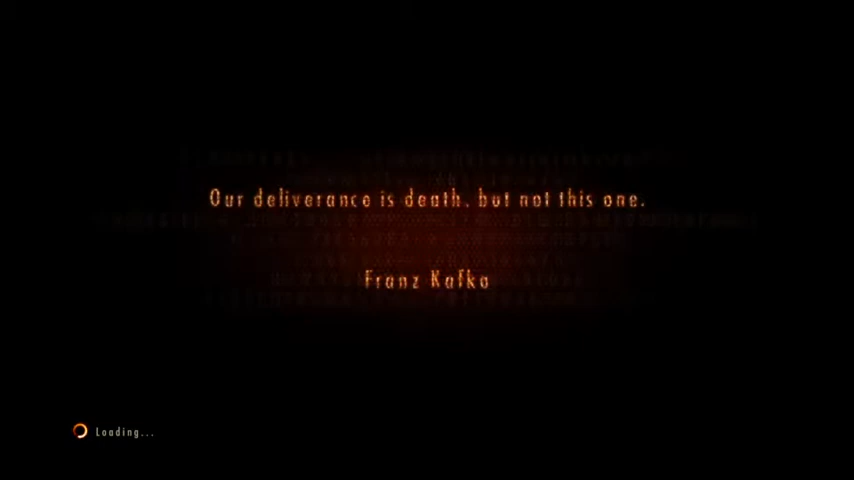 Our deliverance is death, but not this one.
Franz Kafka
Loading...